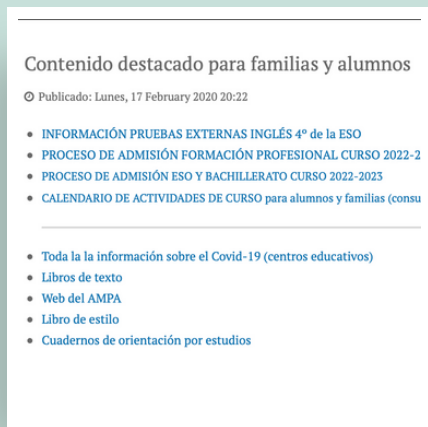 Contenido destacado para familias y alumnos
Publicado: Lunes, 17 February 2020 20:22
INFORMACIÓN PRUEBAS EXTERNAS INGLÉS 4º de la ESO
PROCESO DE ADMISIÓN FORMACIÓN PROFESIONAL CURSO 2022-2
PROCESO DE ADMISIÓN ESO Y BACHILLERATO CURSO 2022-2023
CALENDARIO DE ACTIVIDADES DE CURSO para alumnos y familias (consu
Toda la la información sobre el Covid-19 (centros educativos)
Libros de texto
Web del AMPA
Libro de estilo
Cuadernos de orientación por estudios